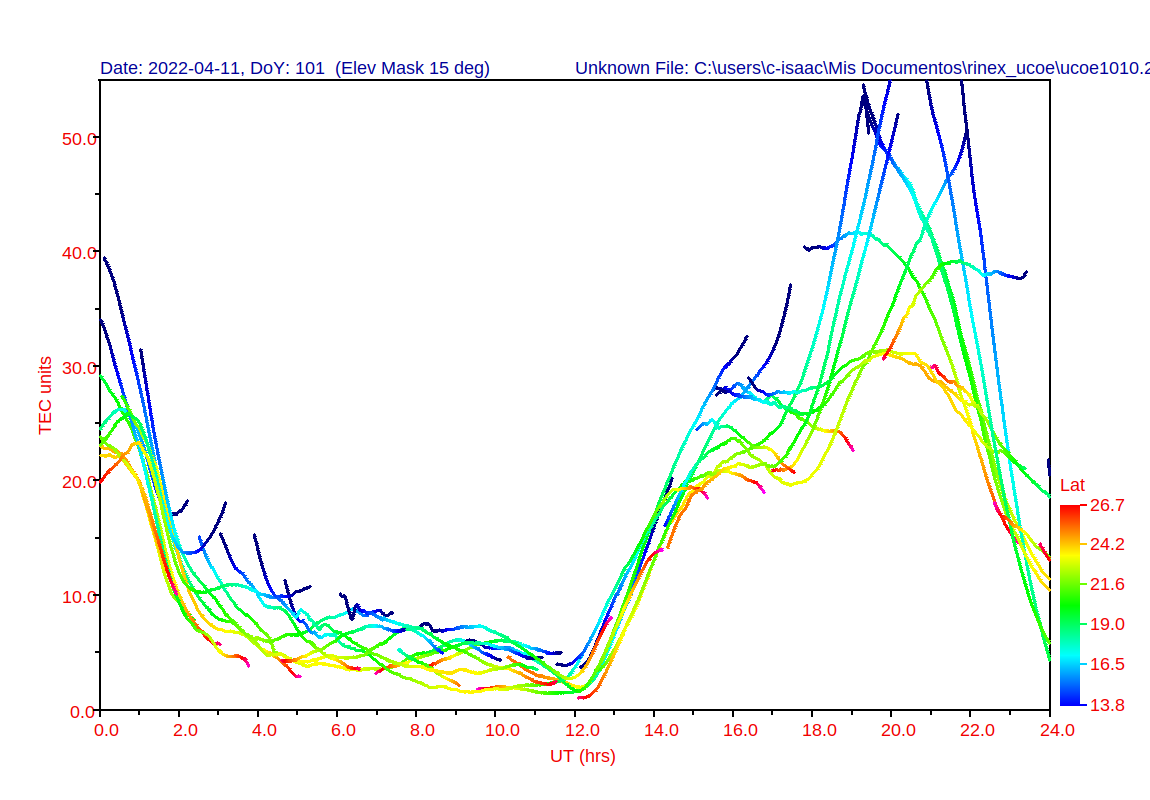 Date: 2022-04-11, DoY: 101  (Elev Mask 15 deg) Unknown File: C:\users\c-isaac\Mis Documentos\rinex_ucoe\ucoe1010.2
50.0
40.0
30.0
20.0
10.0
0.0
TEC units
0.0 2.0 4.0 6.0 8.0 10.0 12.0 14.0 16.0 18.0 20.0 22.0 24.0
UT (hrs)
Lat
26.7
24.2
21.6
19.0
16.5
13.8